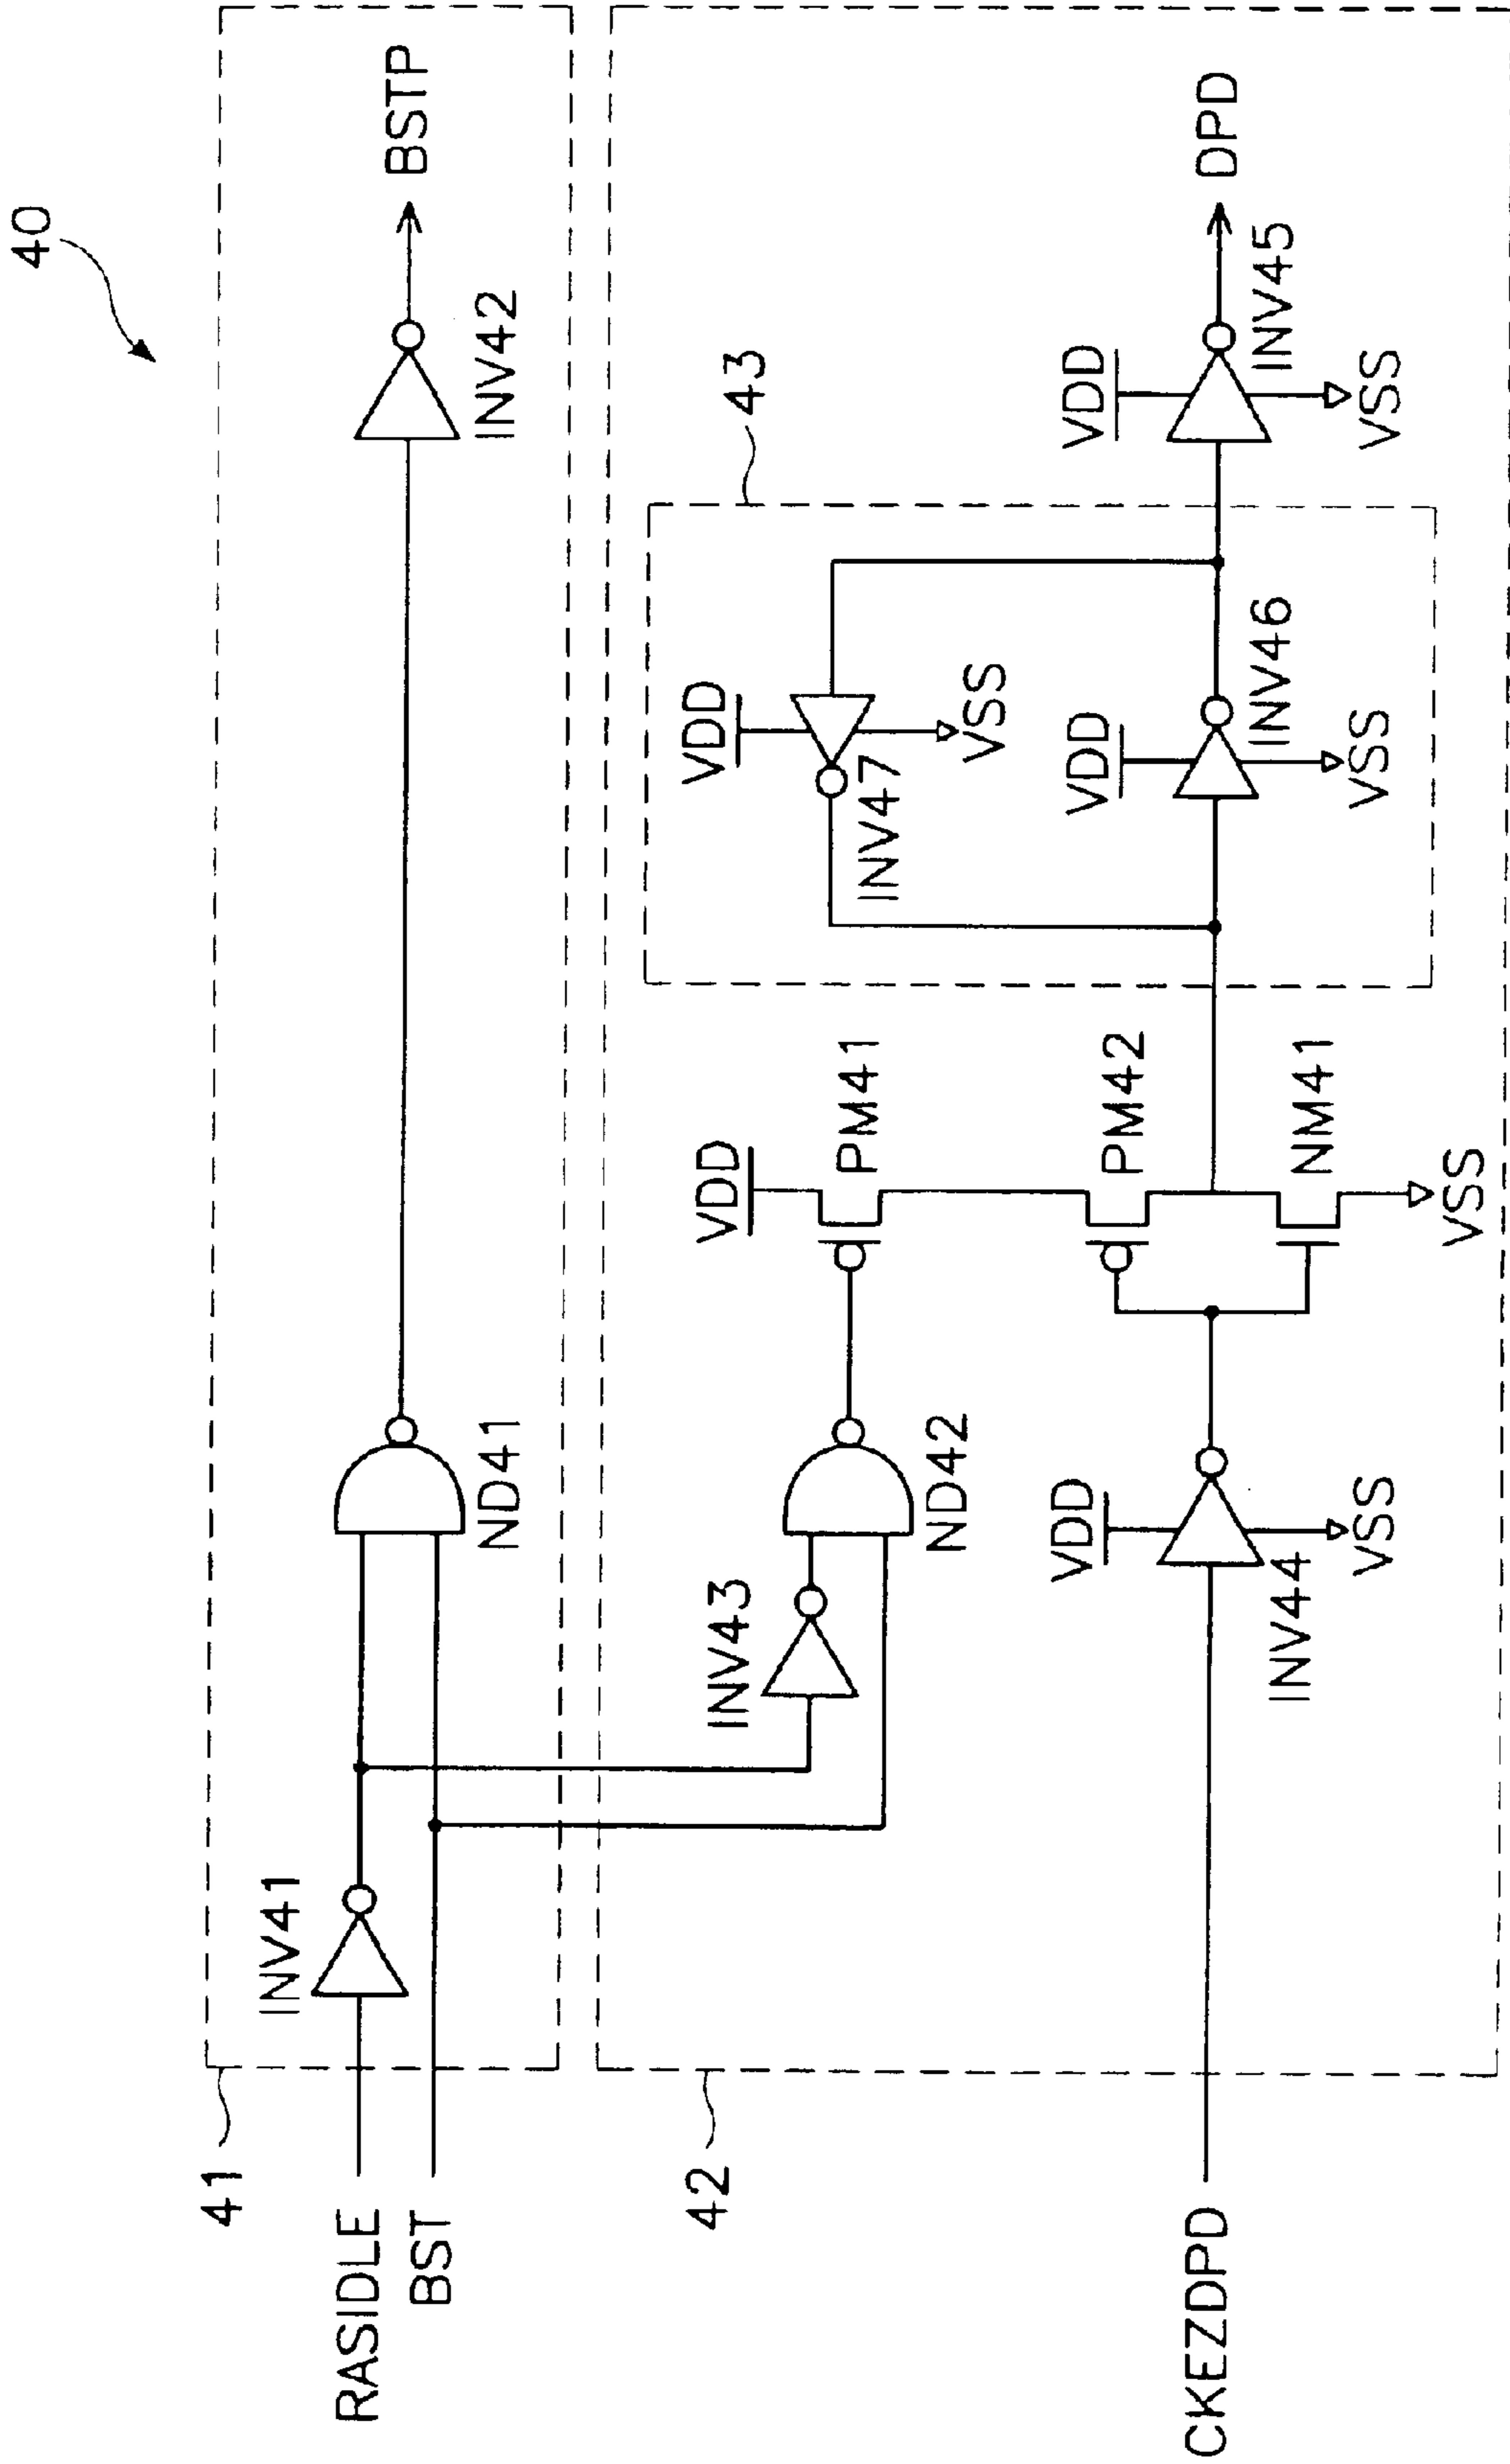 40
41
RASIDLE
BST
INV41
ND41
INV42
BSTP
42
CKEZDPD
INV43
ND42
VDD
INV44
VSS
VDD
PM41
PM42
NM41
VSS
43
VDD
INV47
VSS
VDD
INV46
VSS
VDD
INV45
VSS
DPD